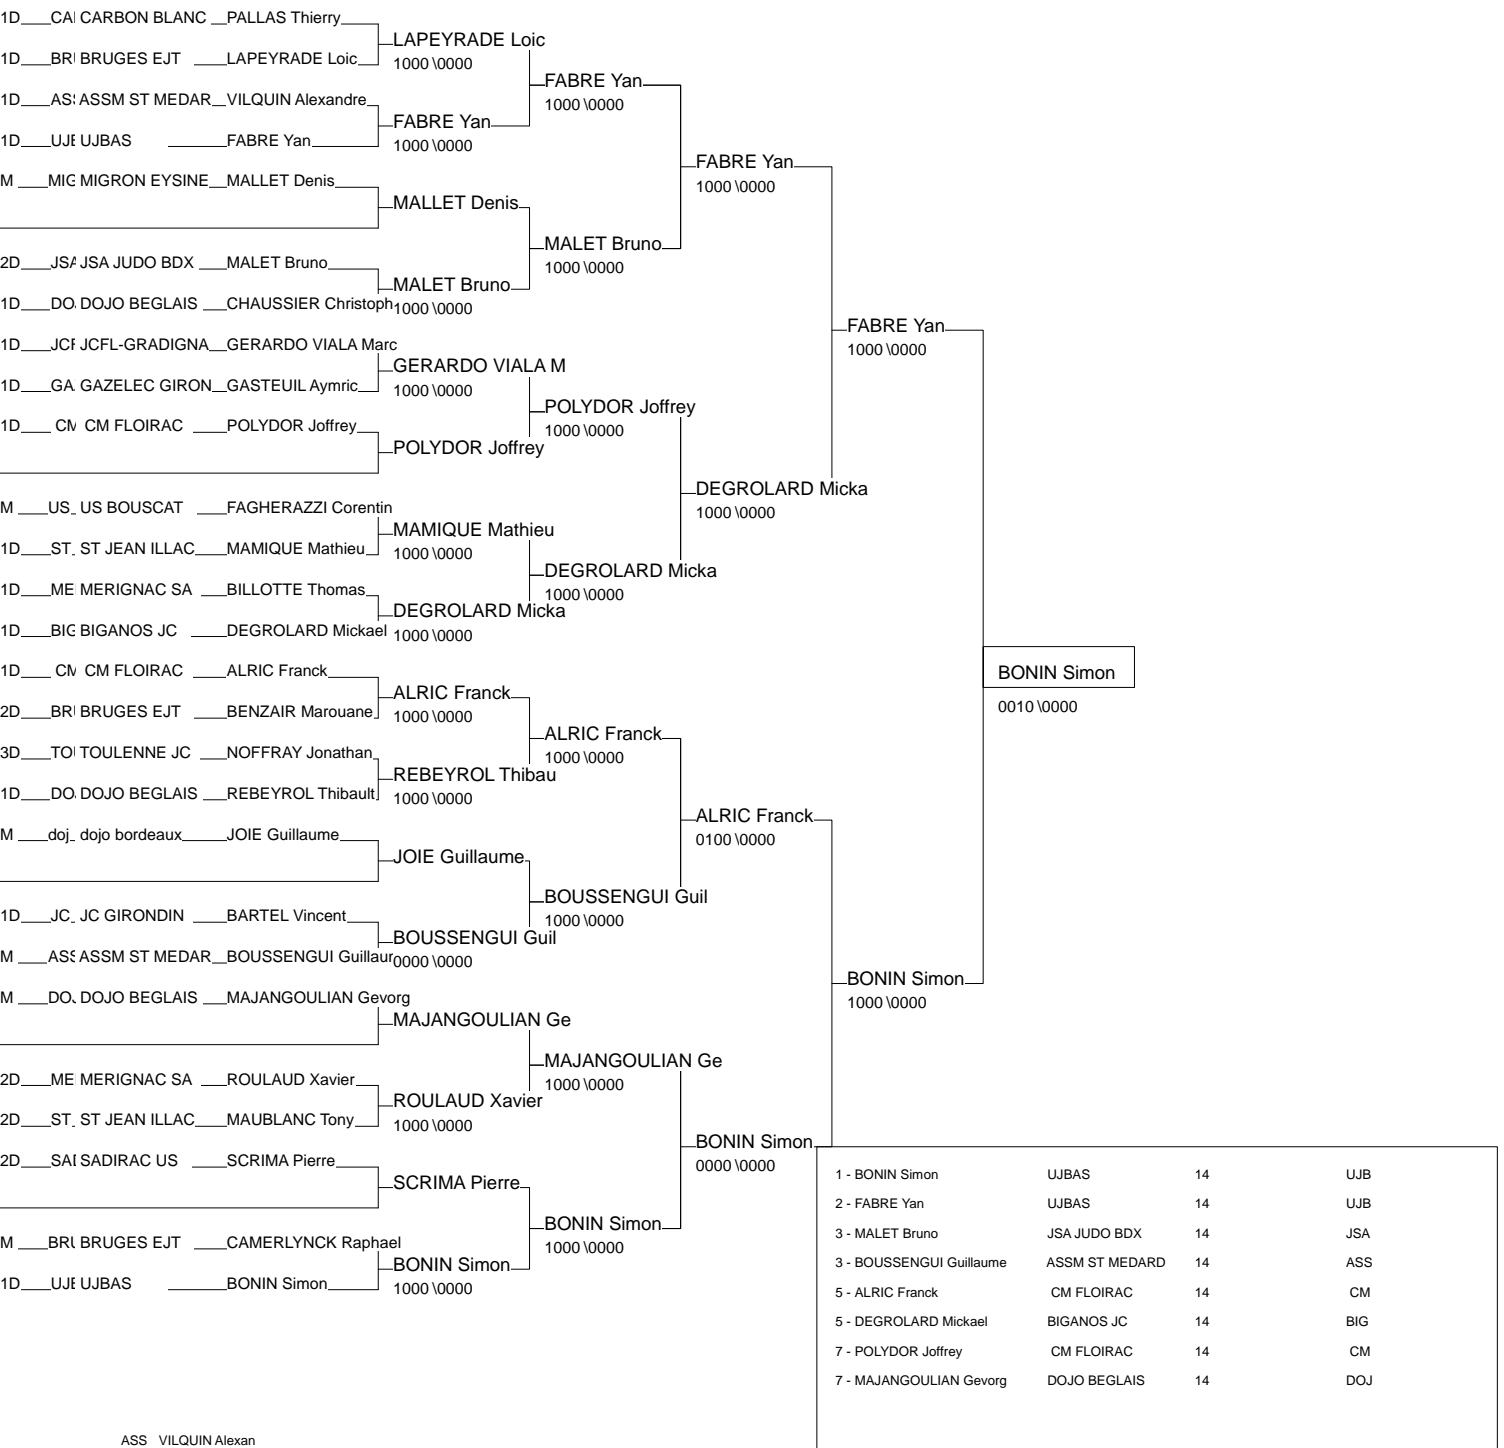 1D CAI CARBON BLANC PALLAS Thierry
LAPEYRADE Loic
1000 \0000
1D BRI BRUGES EJT LAPEYRADE Loic
FABRE Yan
1000 \0000
1D AS ASSM ST MEDAR VILQUIN Alexandre
FABRE Yan
1000 \0000
1D UJB UJBAS FABRE Yan
FABRE Yan
1000 \0000
M MIG MIGRON EYSINE MALLET Denis
MALLET Denis
MALET Bruno
1000 \0000
2D JSA JSA JUDO BDX MALET Bruno
MALET Bruno
1000 \0000
1D DO. DOJO BEGLAIS CHAUSSIER Christoph
FABRE Yan
1000 \0000
1D JCF JCFL-GRADIGNA GERARDO VIALA Marc
GERARDO VIALA M
1000 \0000
1D GA GAZELEC GIRON GASTEUIL Aymric
POLYDOR Joffrey
1000 \0000
1D CM CM FLOIRAC POLYDOR Joffrey
POLYDOR Joffrey
DEGROLARD Micka
1000 \0000
M US_ US BOUSCAT FAGHERAZZI Corentin
MAMIQUE Mathieu
1000 \0000
1D ST_ ST JEAN ILLAC MAMIQUE Mathieu
DEGROLARD Micka
1000 \0000
1D ME MERIGNAC SA BILLOTTE Thomas
DEGROLARD Micka
1000 \0000
1D BIG BIGANOS JC DEGROLARD Mickael
BONIN Simon
0010 \0000
1D CM CM FLOIRAC ALRIC Franck
ALRIC Franck
1000 \0000
2D BRI BRUGES EJT BENZAIR Marouane
ALRIC Franck
1000 \0000
3D TO TOULENNE JC NOFFRAY Jonathan
REBEYROL Thibau
1000 \0000
1D DO. DOJO BEGLAIS REBEYROL Thibault
ALRIC Franck
0100 \0000
M doj_ dojo bordeaux JOIE Guillaume
JOIE Guillaume
BOUSSENGUI Guil
1000 \0000
1D JC_ JC GIRONDIN BARTEL Vincent
BOUSSENGUI Guil
0000 \0000
M ASS ASSM ST MEDAR BOUSSENGUI Guillaur
BONIN Simon
1000 \0000
M DO. DOJO BEGLAIS MAJANGOULIAN Gevorg
MAJANGOULIAN Ge
MAJANGOULIAN Ge
1000 \0000
2D ME MERIGNAC SA ROULAUD Xavier
ROULAUD Xavier
1000 \0000
2D ST_ ST JEAN ILLAC MAUBLANC Tony
BONIN Simon
0000 \0000
2D SAD SADIRAC US SCRIMA Pierre
SCRIMA Pierre
BONIN Simon
1000 \0000
M BRU BRUGES EJT CAMERLYNCK Raphael
BONIN Simon
1000 \0000
1D UJB UJBAS BONIN Simon
1 - BONIN Simon UJBAS 14 UJB
2 - FABRE Yan UJBAS 14 UJB
3 - MALET Bruno JSA JUDO BDX 14 JSA
3 - BOUSSENGUI Guillaume ASSM ST MEDARD 14 ASS
5 - ALRIC Franck CM FLOIRAC 14 CM
5 - DEGROLARD Mickael BIGANOS JC 14 BIG
7 - POLYDOR Joffrey CM FLOIRAC 14 CM
7 - MAJANGOULIAN Gevorg DOJO BEGLAIS 14 DOJ
ASS VILQUIN Alexan